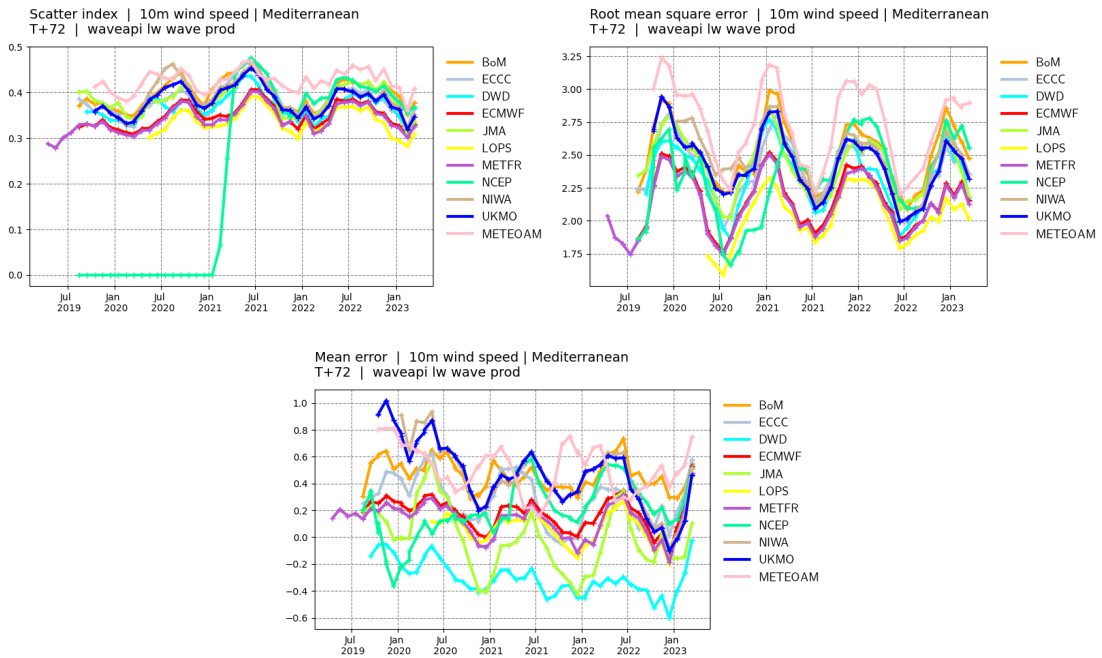 Scatter index | 10m wind speed | Mediterranean
T+72 | waveapi lw wave prod
0.5
0.4
0.3
0.2
0.1
0.0
Jul Jan Jul Jan Jul Jan Jul Jan
2019 2020 2020 2021 2021 2022 2022 2023
BoM
ECCC
DWD
ECMWF
JMA
LOPS
METFR
NCEP
NIWA
UKMO
METEOAM
Root mean square error | 10m wind speed | Mediterranean
T+72 | waveapi lw wave prod
3.25
3.00
2.75
2.50
2.25
2.00
1.75
Jul Jan Jul Jan Jul Jan Jul Jan
2019 2020 2020 2021 2021 2022 2022 2023
BoM
ECCC
DWD
ECMWF
JMA
LOPS
METFR
NCEP
NIWA
UKMO
METEOAM
Mean error | 10m wind speed | Mediterranean
T+72 | waveapi lw wave prod
1.0
0.8
0.6
0.4
0.2
0.0
−0.2
−0.4
−0.6
Jul Jan Jul Jan Jul Jan Jul Jan
2019 2020 2020 2021 2021 2022 2022 2023
BoM
ECCC
DWD
ECMWF
JMA
LOPS
METFR
NCEP
NIWA
UKMO
METEOAM